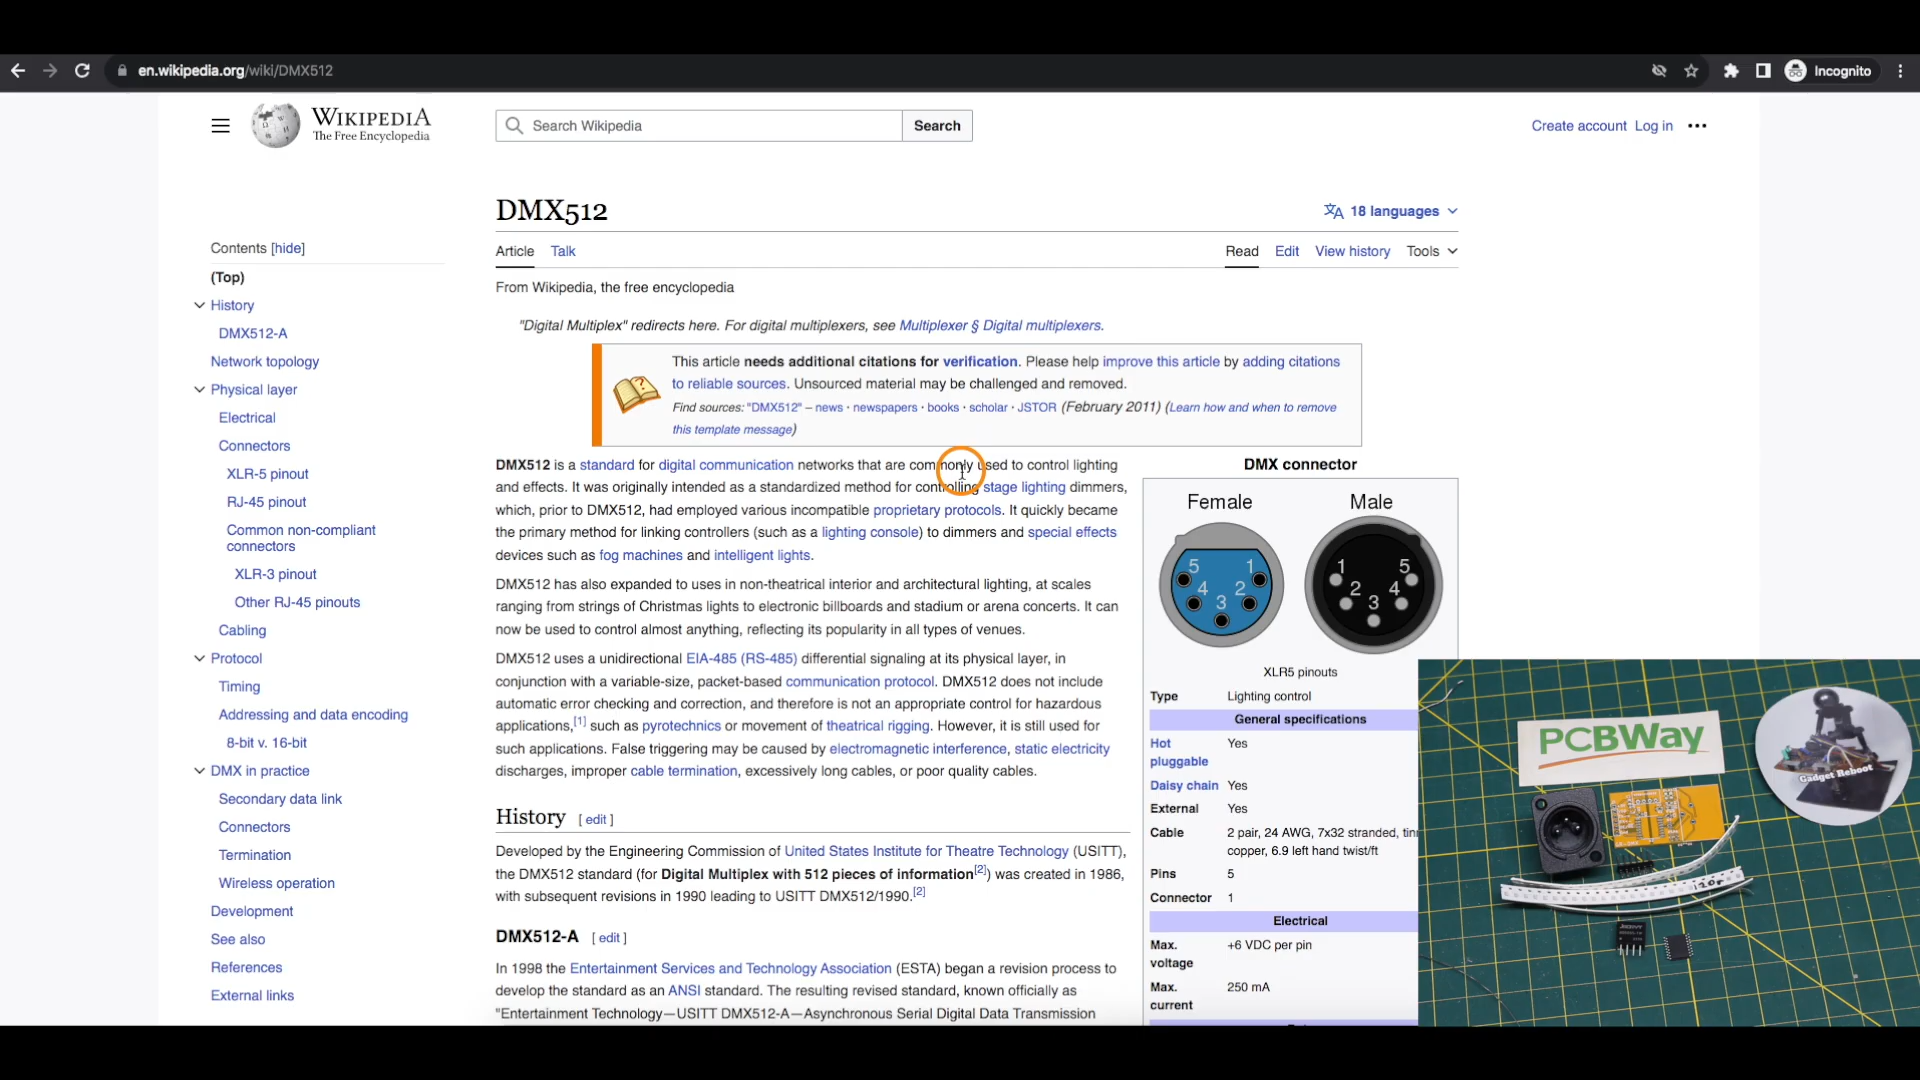 en.wikipedia.org/wiki/DMX512
Incognito
WIKIPEDIA
The Free Encyclopedia
Search Wikipedia
Search
Create account Log in
DMX512
18 languages
Article Talk
Read Edit View history Tools
From Wikipedia, the free encyclopedia
Contents [hide]
(Top)
History
DMX512-A
Network topology
Physical layer
Electrical
Connectors
XLR-5 pinout
RJ-45 pinout
Common non-compliant
connectors
XLR-3 pinout
Other RJ-45 pinouts
Cabling
Protocol
Timing
Addressing and data encoding
8-bit v. 16-bit
DMX in practice
Secondary data link
Connectors
Termination
Wireless operation
Development
See also
References
External links
"Digital Multiplex" redirects here. For digital multiplexers, see Multiplexer § Digital multiplexers.
This article needs additional citations for verification. Please help improve this article by adding citations
to reliable sources. Unsourced material may be challenged and removed.
Find sources: "DMX512" – news · newspapers · books · scholar · JSTOR (February 2011) (Learn how and when to remove
this template message)
DMX512 is a standard for digital communication networks that are commonly used to control lighting
and effects. It was originally intended as a standardized method for controlling stage lighting dimmers,
which, prior to DMX512, had employed various incompatible proprietary protocols. It quickly became
the primary method for linking controllers (such as a lighting console) to dimmers and special effects
devices such as fog machines and intelligent lights.
DMX512 has also expanded to uses in non-theatrical interior and architectural lighting, at scales
ranging from strings of Christmas lights to electronic billboards and stadium or arena concerts. It can
now be used to control almost anything, reflecting its popularity in all types of venues.
DMX512 uses a unidirectional EIA-485 (RS-485) differential signaling at its physical layer, in
conjunction with a variable-size, packet-based communication protocol. DMX512 does not include
automatic error checking and correction, and therefore is not an appropriate control for hazardous
applications,[1] such as pyrotechnics or movement of theatrical rigging. However, it is still used for
such applications. False triggering may be caused by electromagnetic interference, static electricity
discharges, improper cable termination, excessively long cables, or poor quality cables.
History [ edit ]
Developed by the Engineering Commission of United States Institute for Theatre Technology (USITT),
the DMX512 standard (for Digital Multiplex with 512 pieces of information[2]) was created in 1986,
with subsequent revisions in 1990 leading to USITT DMX512/1990.[2]
DMX512-A [ edit ]
In 1998 the Entertainment Services and Technology Association (ESTA) began a revision process to
develop the standard as an ANSI standard. The resulting revised standard, known officially as
"Entertainment Technology—USITT DMX512-A—Asynchronous Serial Digital Data Transmission
DMX connector
Female Male
5 1 4 2 3
1 5 2 4 3
XLR5 pinouts
Type Lighting control
General specifications
Hot
pluggable Yes
Daisy chain Yes
External Yes
Cable 2 pair, 24 AWG, 7x32 stranded, tin
copper, 6.9 left hand twist/ft
Pins 5
Connector 1
Electrical
Max.
voltage +6 VDC per pin
Max.
current 250 mA
PCBWay
Gadget Reboot